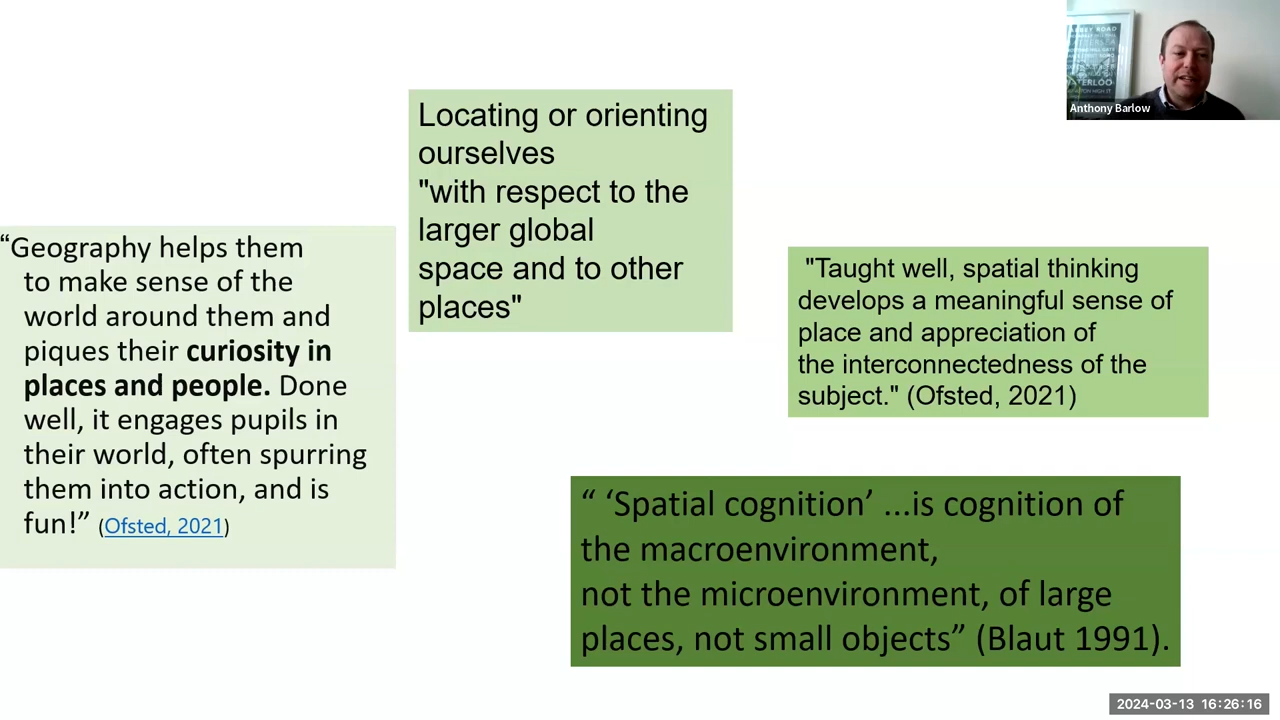 “Geography helps them
to make sense of the
world around them and
piques their curiosity in
places and people. Done
well, it engages pupils in
their world, often spurring
them into action, and is
fun!” (Ofsted, 2021)
Locating or orienting
ourselves
"with respect to the
larger global
space and to other
places"
"Taught well, spatial thinking
develops a meaningful sense of
place and appreciation of
the interconnectedness of the
subject." (Ofsted, 2021)
“ ‘Spatial cognition’ ...is cognition of
the macroenvironment,
not the microenvironment, of large
places, not small objects” (Blaut 1991).
ABBEY ROAD
WATERLOO
Anthony Barlow
2024-03-13 16:26:16